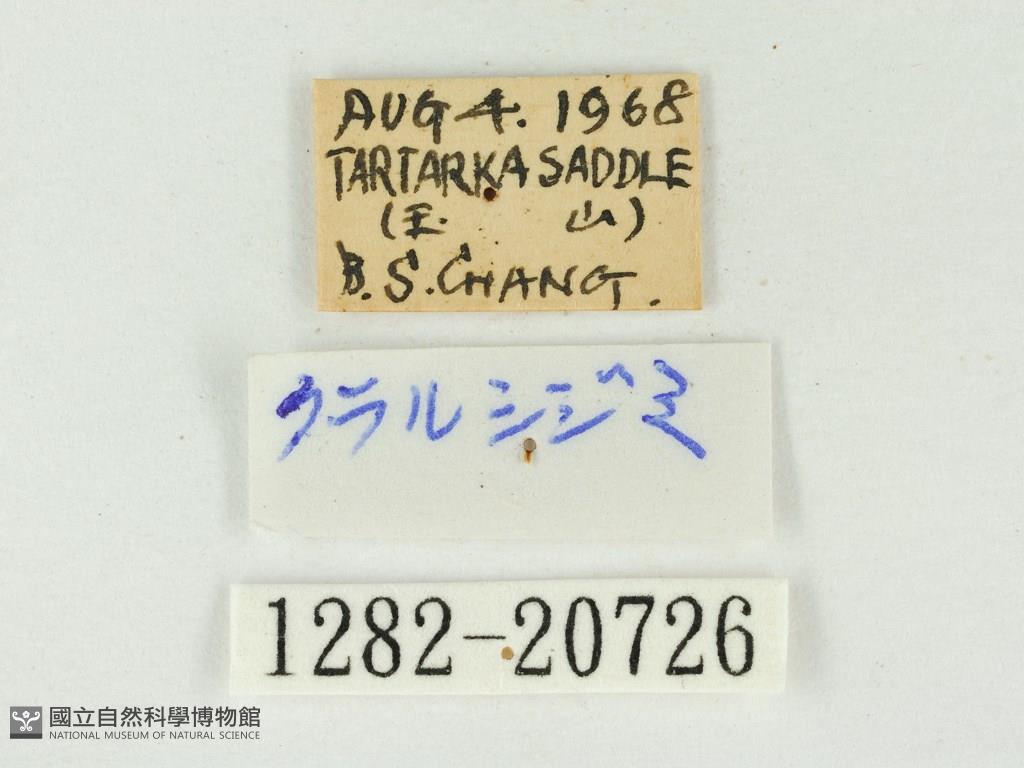 AUG 4. 1968
TARTARKA SADDLE
(玉 山)
B.S.CHANG.
クラルシジミ
1282-20726
國立自然科學博物館
NATIONAL MUSEUM OF NATURAL SCIENCE